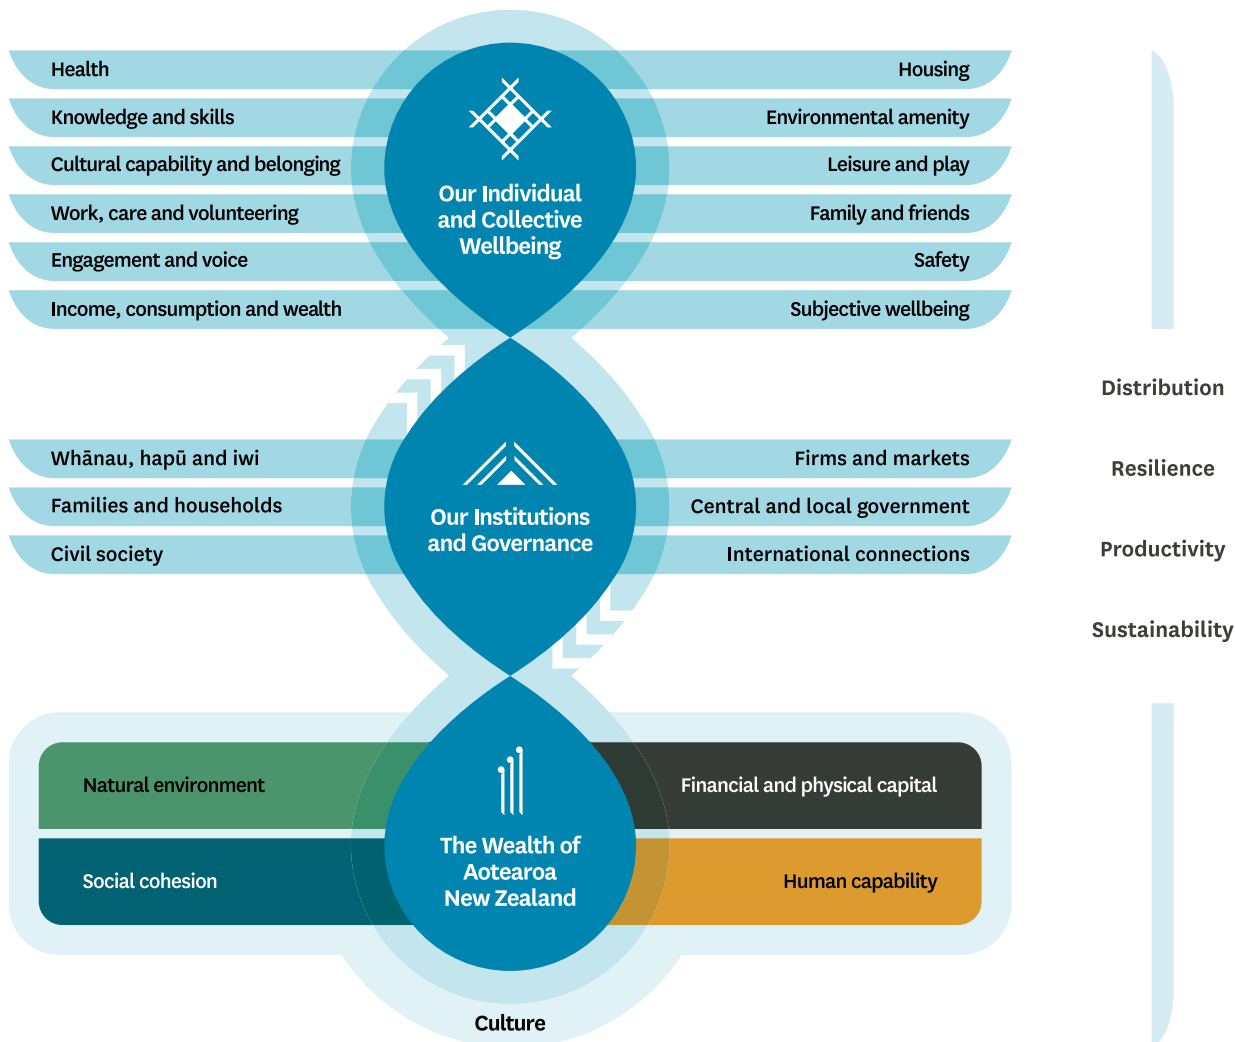 Health
Housing
Knowledge and skills
Environmental amenity
Cultural capability and belonging
Leisure and play
Work, care and volunteering
Family and friends
Engagement and voice
Safety
Income, consumption and wealth
Subjective wellbeing
Our Individual
and Collective
Wellbeing
Whānau, hapū and iwi
Firms and markets
Families and households
Central and local government
Civil society
International connections
Our Institutions
and Governance
Natural environment
Financial and physical capital
Social cohesion
Human capability
The Wealth of
Aotearoa
New Zealand
Culture
Distribution
Resilience
Productivity
Sustainability